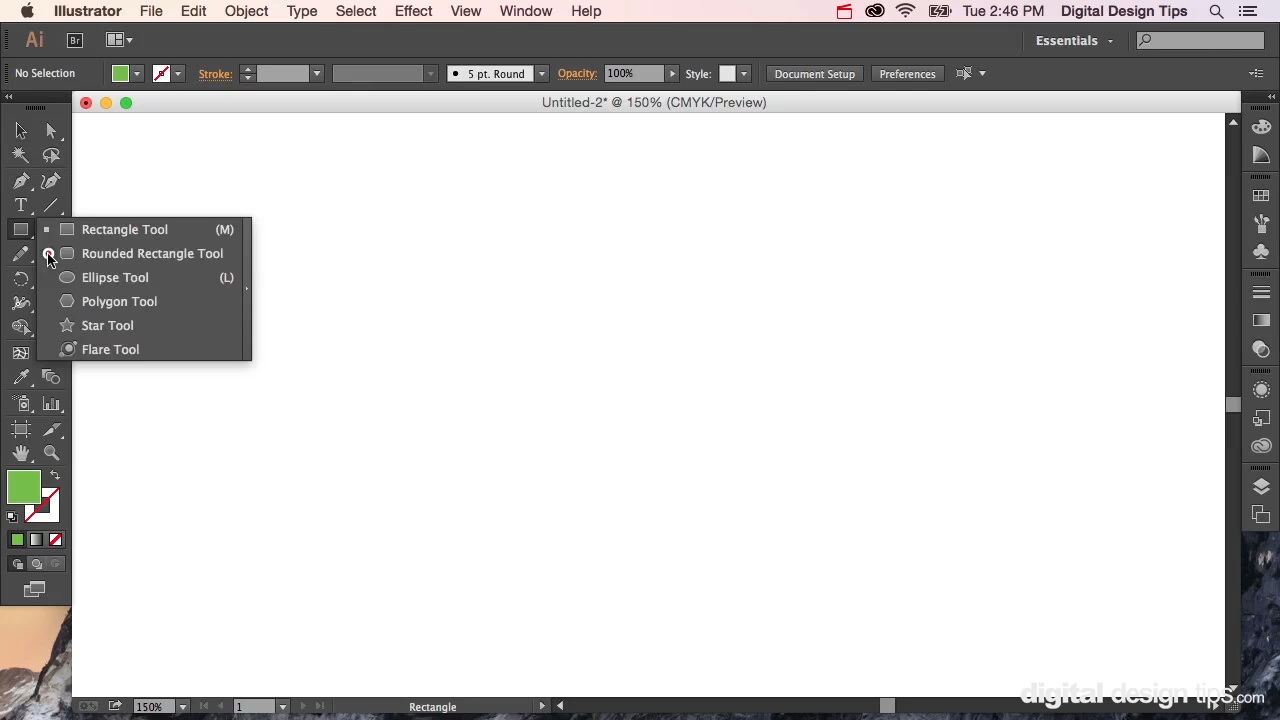 Illustrator File Edit Object Type Select Effect View Window Help Tue 2:46 PM Digital Design Tips
Ai Br Essentials
No Selection Stroke: 5 pt. Round Opacity: 100% Style: Document Setup Preferences
Untitled-2* @ 150% (CMYK/Preview)
T
Rectangle Tool (M)
Rounded Rectangle Tool
Ellipse Tool (L)
Polygon Tool
Star Tool
Flare Tool
digital design tips.com
150% 1 Rectangle